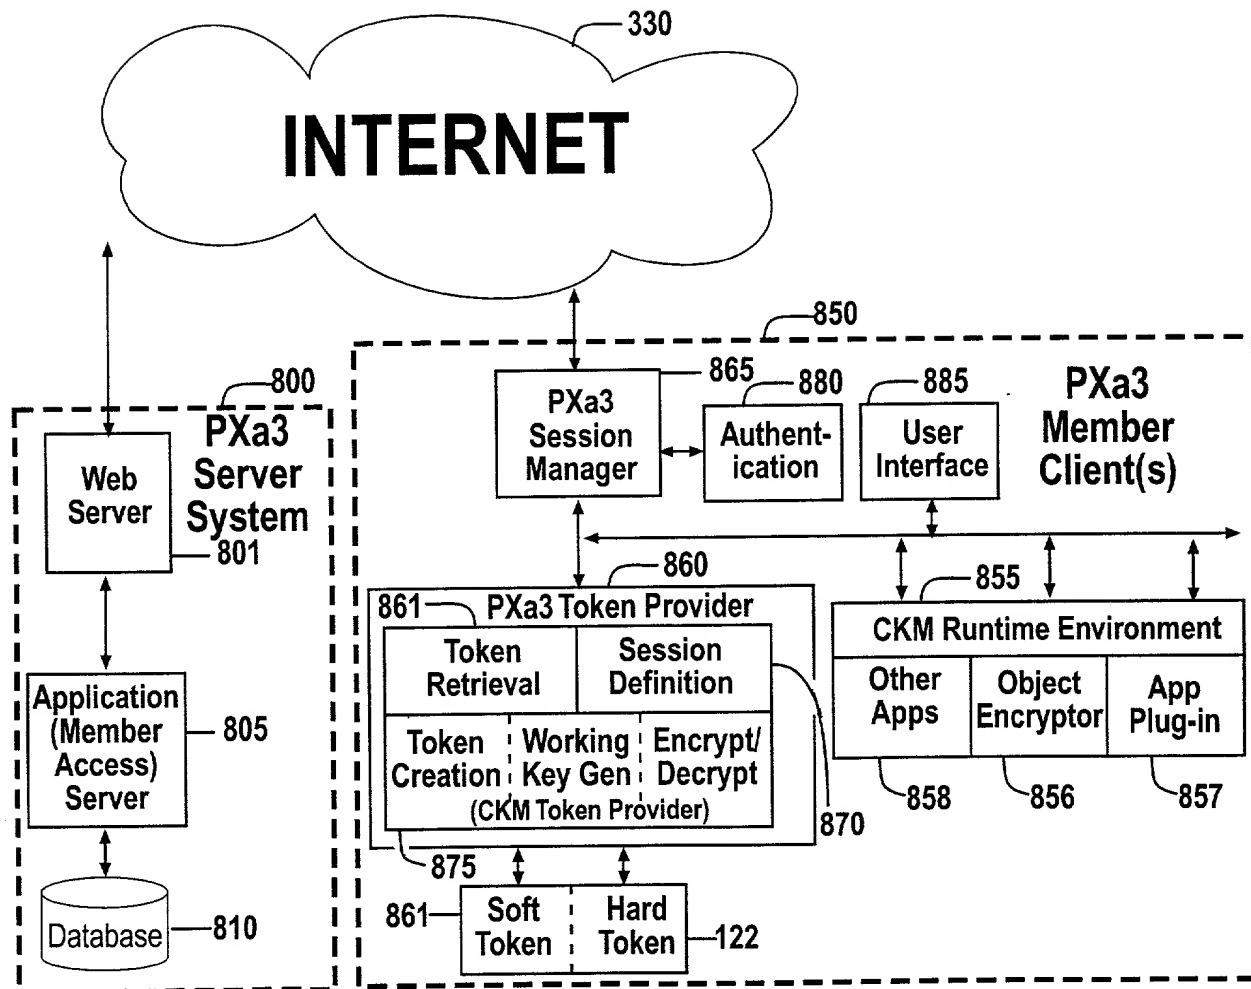 330
INTERNET
850
800
PXa3
Server
System
Web
Server
801
Application
(Member
Access)
Server
805
Database
810
865
PXa3
Session
Manager
880
Authent-
ication
885
User
Interface
PXa3
Member
Client(s)
860
PXa3 Token Provider
861
Token
Retrieval
Session
Definition
Token
Creation
Working
Key Gen
Encrypt/
Decrypt
(CKM Token Provider)
870
875
855
CKM Runtime Environment
Other
Apps
Object
Encryptor
App
Plug-in
858
856
857
861
Soft
Token
Hard
Token
122